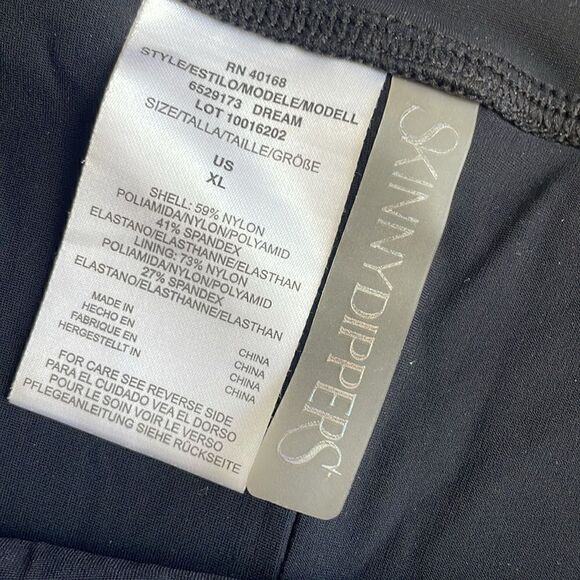 RN 40168
STYLE/ESTILO/MODELE/MODELL
6529173 DREAM
LOT 10016202
SIZE/TALLA/TAILLE/GRÖßE
US
XL
SHELL: 59% NYLON
POLIAMIDA/NYLON/POLYAMID
41% SPANDEX
ELASTANO/ELASTHANNE/ELASTHAN
LINING: 73% NYLON
POLIAMIDA/NYLON/POLYAMID
27% SPANDEX
ELASTANO/ELASTHANNE/ELASTHAN
MADE IN CHINA
HECHO EN CHINA
FABRIQUE EN CHINA
HERGESTELLT IN CHINA
FOR CARE SEE REVERSE SIDE
PARA EL CUIDADO VEA EL DORSO
POUR LE SOIN VOIR LE VERSO
PFLEGEANLEITUNG SIEHE RÜCKSEITE
SKINNYDIPPERS